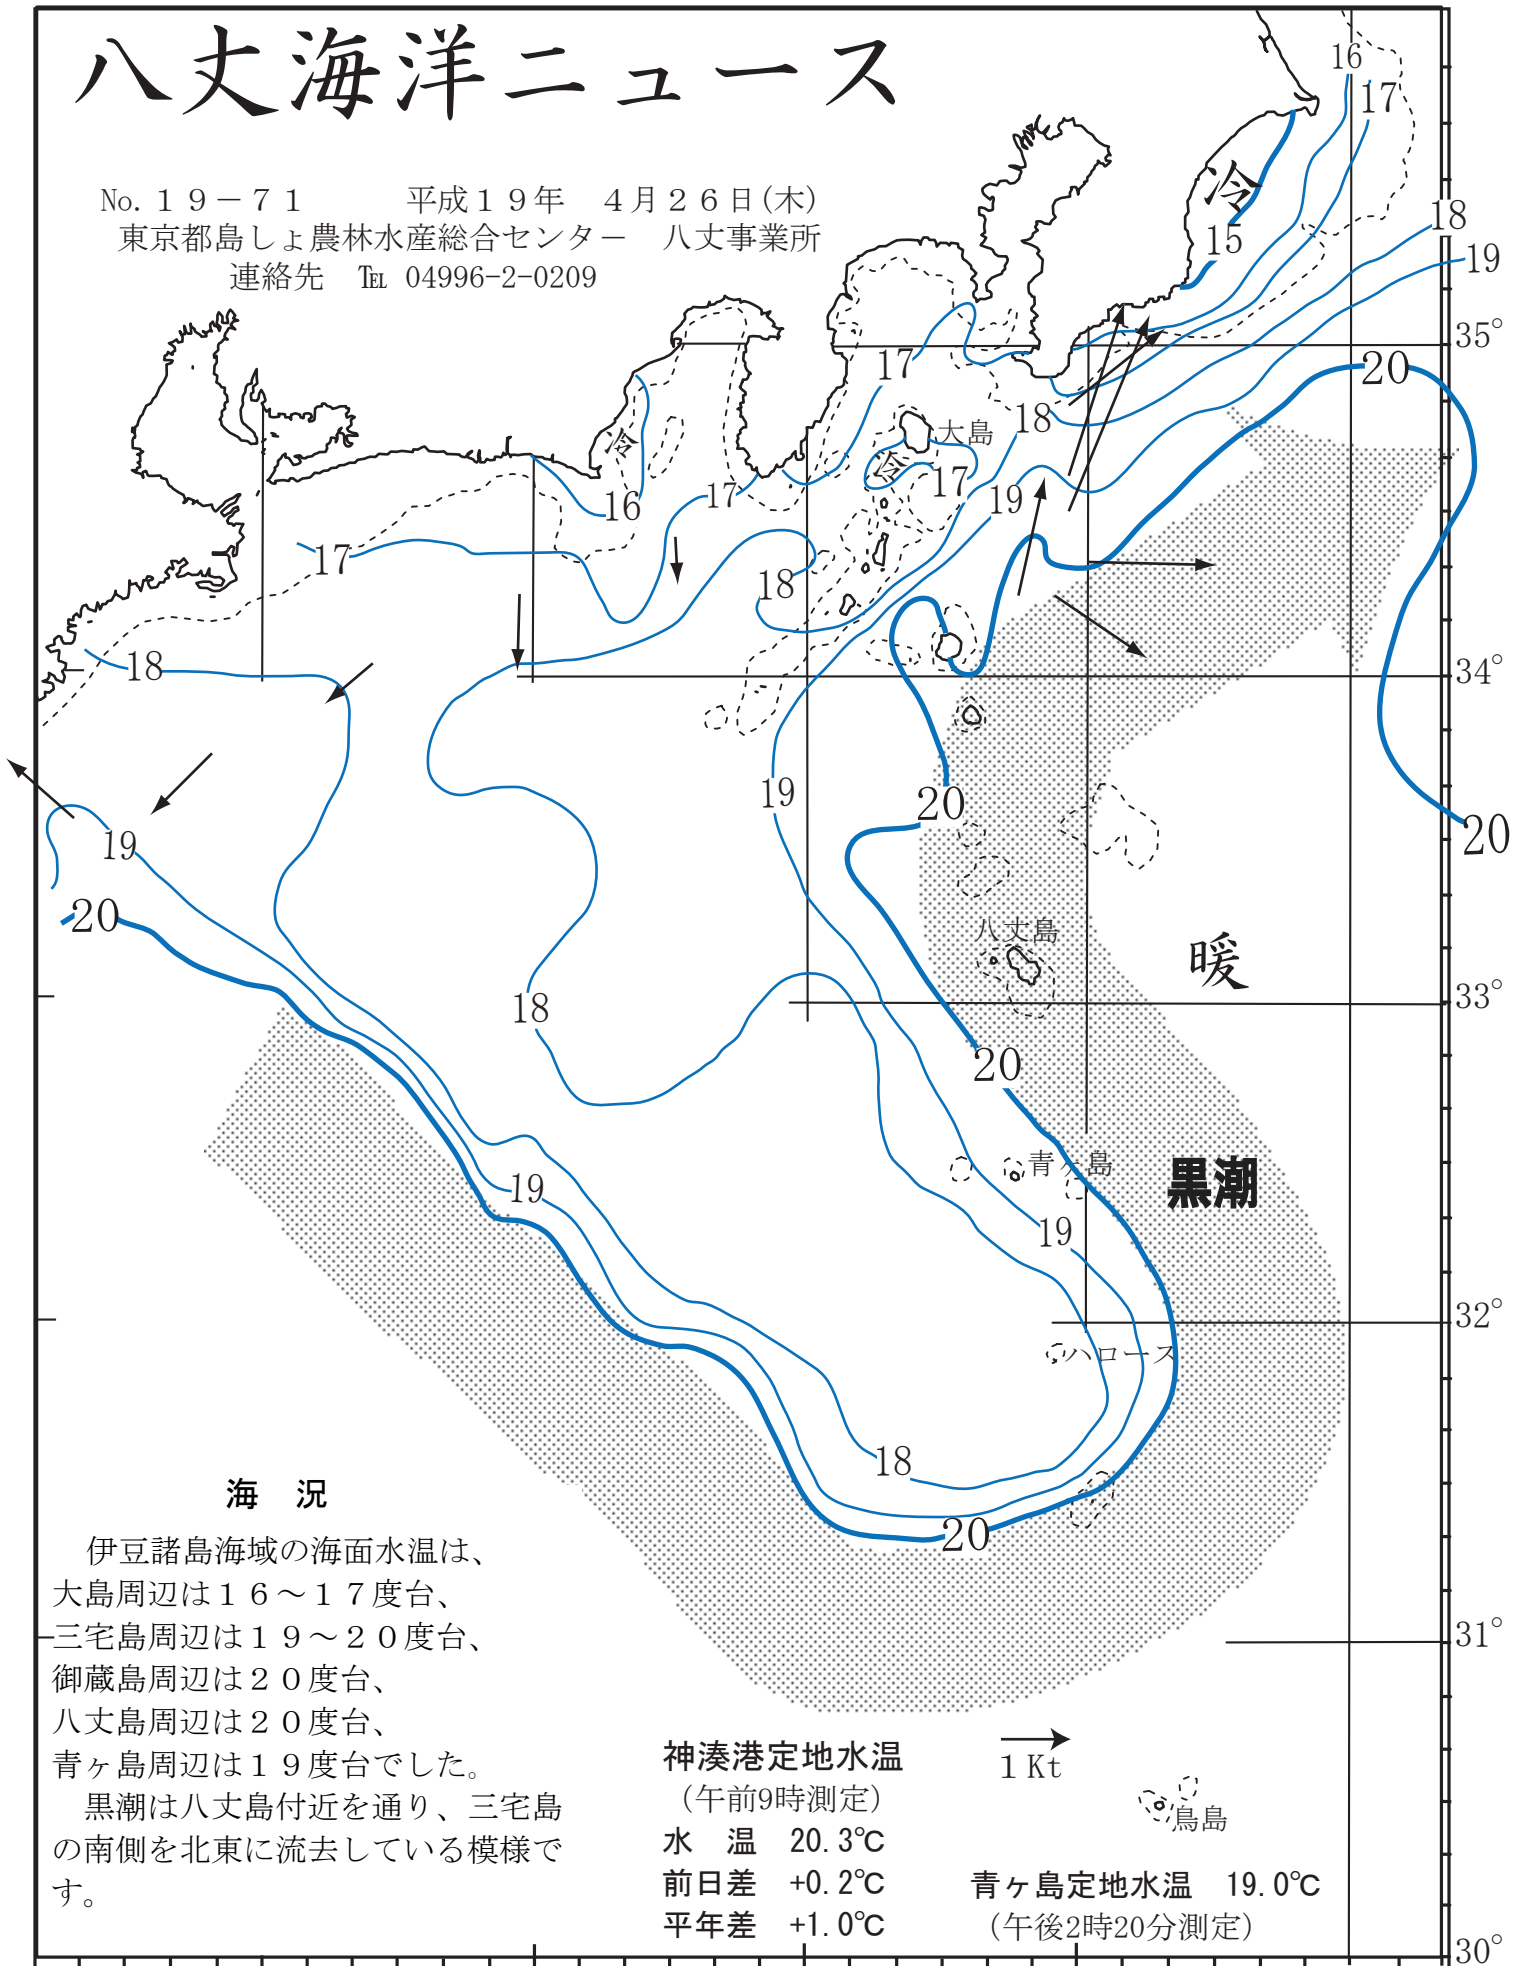 八丈海洋ニュース
No.１９－７１　　　平成１９年　４月２６日(木)
東京都島しょ農林水産総合センター　八丈事業所
連絡先　℡ 04996-2-0209
16
17
冷
15
18
19
35°
20
17
大島
18
冷
冷
17
19
16
17
17
18
18
34°
19
20
20
19
20
八丈島
暖
18
33°
20
青ヶ島
黒潮
19
19
32°
ハロース
18
20
31°
海　況
伊豆諸島海域の海面水温は、
大島周辺は１６～１７度台、
三宅島周辺は１９～２０度台、
御蔵島周辺は２０度台、
八丈島周辺は２０度台、
青ヶ島周辺は１９度台でした。
黒潮は八丈島付近を通り、三宅島
の南側を北東に流去している模様で
す。
神湊港定地水温
（午前9時測定）
水　温　20.3℃
前日差　+0.2℃
平年差　+1.0℃
1 Kt
鳥島
青ヶ島定地水温　19.0℃
（午後2時20分測定）
30°